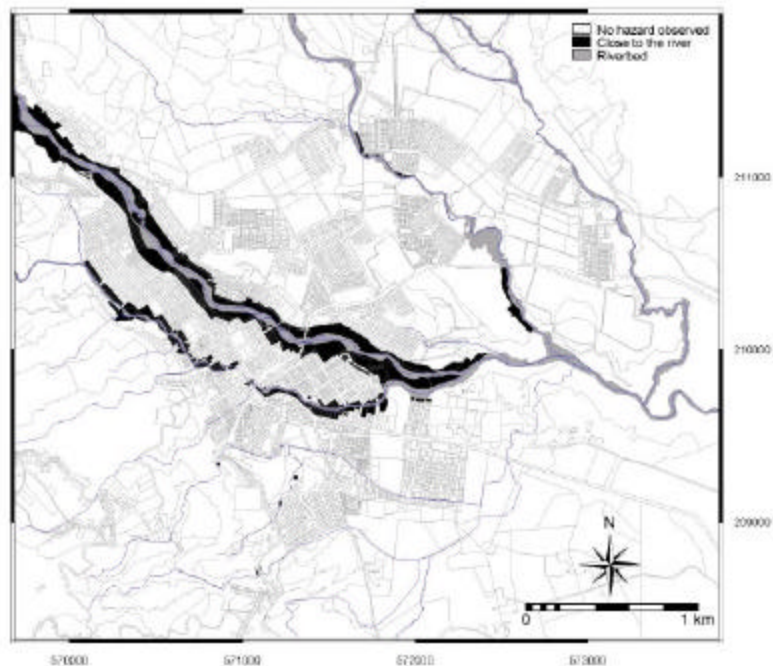 No hazard observed
Close to the river
Riverbed
211000
210000
209000
N
0 1 km
570000 571000 572000 573000